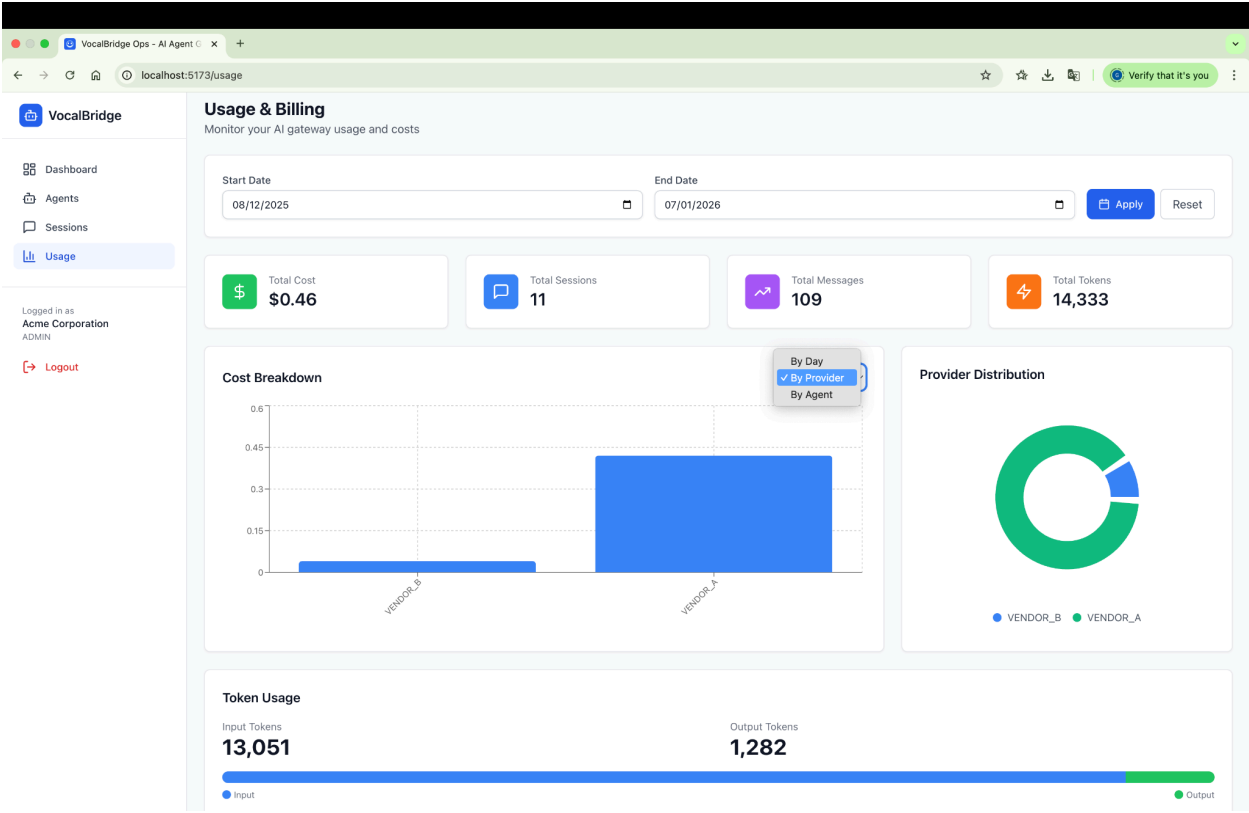 VocalBridge Ops - AI Agent G
localhost:5173/usage
Verify that it's you
VocalBridge
Dashboard
Agents
Sessions
Usage
Logged in as
Acme Corporation
ADMIN
Logout
Usage & Billing
Monitor your AI gateway usage and costs
Start Date
08/12/2025
End Date
07/01/2026
Apply
Reset
Total Cost
$0.46
Total Sessions
11
Total Messages
109
Total Tokens
14,333
Cost Breakdown
By Day
✓ By Provider
By Agent
0.6
0.45
0.3
0.15
0
VENDOR_B
VENDOR_A
Provider Distribution
VENDOR_B
VENDOR_A
Token Usage
Input Tokens
13,051
Output Tokens
1,282
Input
Output